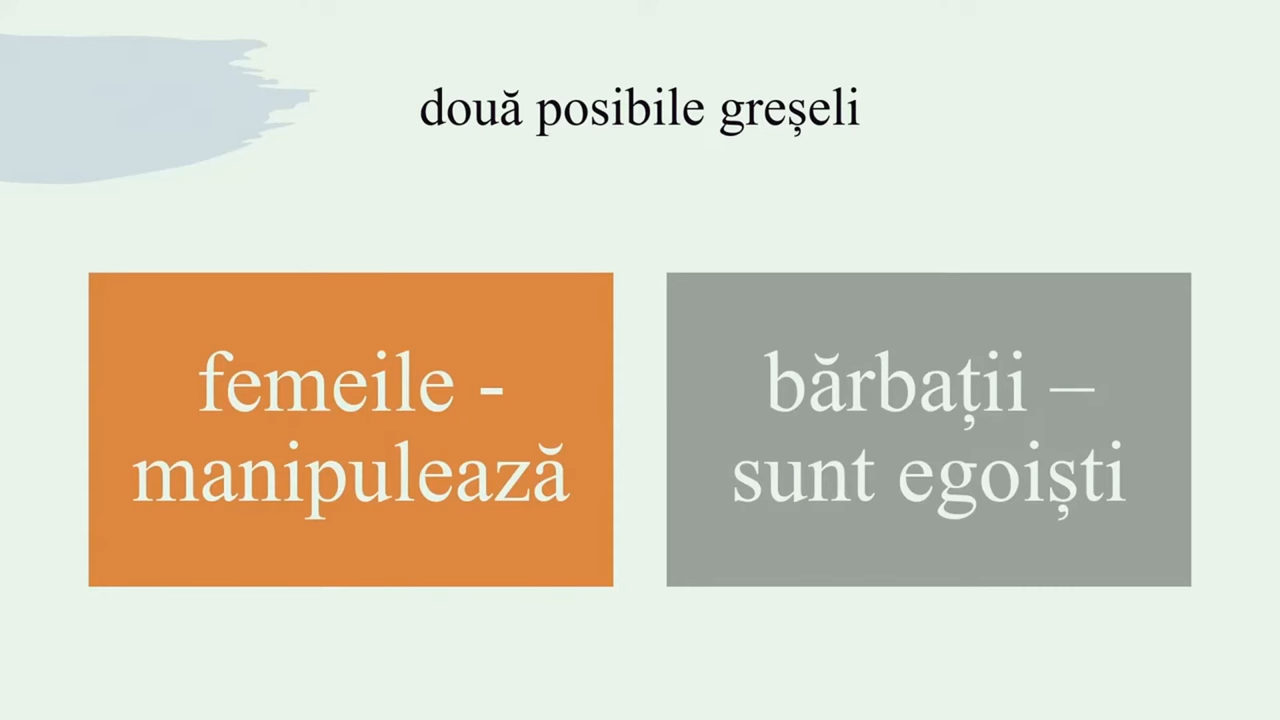 două posibile greșeli
femeile -
manipulează
bărbații –
sunt egoiști